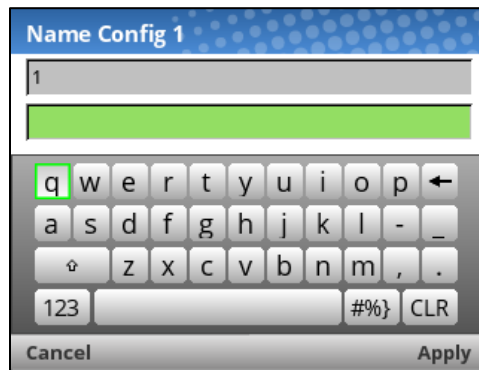 Name Config 1
1
q w e r t y u i o p ←
a s d f g h j k l - _
⇧ z x c v b n m , .
123 #%} CLR
Cancel Apply